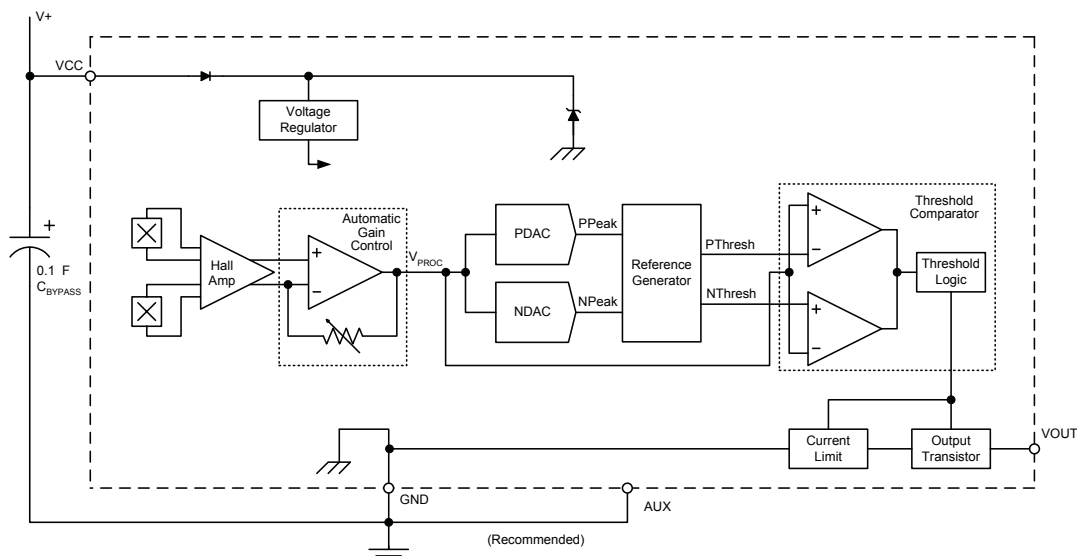 V+
VCC
Voltage
Regulator
Automatic
Gain
Control
Threshold
Comparator
+
0.1 F
CBYPASS
Hall
Amp
+
−
VPROC
PDAC
PPeak
NDAC
NPeak
Reference
Generator
PThresh
NThresh
+
−
+
−
Threshold
Logic
Current
Limit
Output
Transistor
VOUT
GND
AUX
(Recommended)